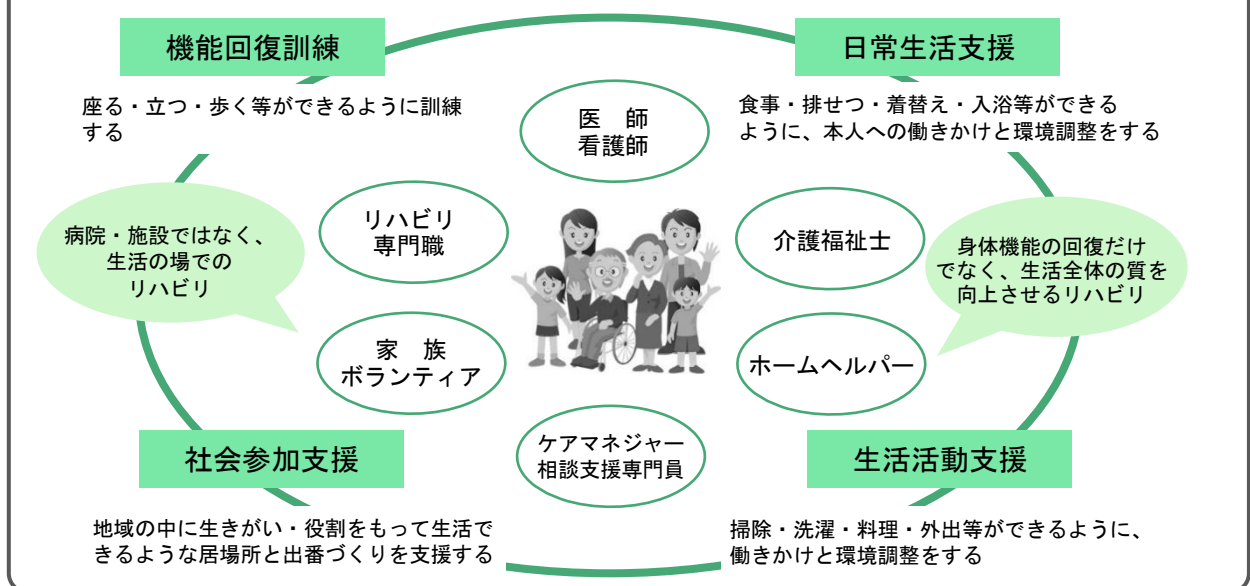 機能回復訓練
日常生活支援
座る・立つ・歩く等ができるように訓練
する
食事・排せつ・着替え・入浴等ができる
ように、本人への働きかけと環境調整をする
医　師
看護師
リハビリ
専門職
介護福祉士
病院・施設ではなく、
生活の場での
リハビリ
身体機能の回復だけ
でなく、生活全体の質を
向上させるリハビリ
家　族
ボランティア
ホームヘルパー
ケアマネジャー
相談支援専門員
社会参加支援
生活活動支援
地域の中に生きがい・役割をもって生活で
きるような居場所と出番づくりを支援する
掃除・洗濯・料理・外出等ができるように、
働きかけと環境調整をする